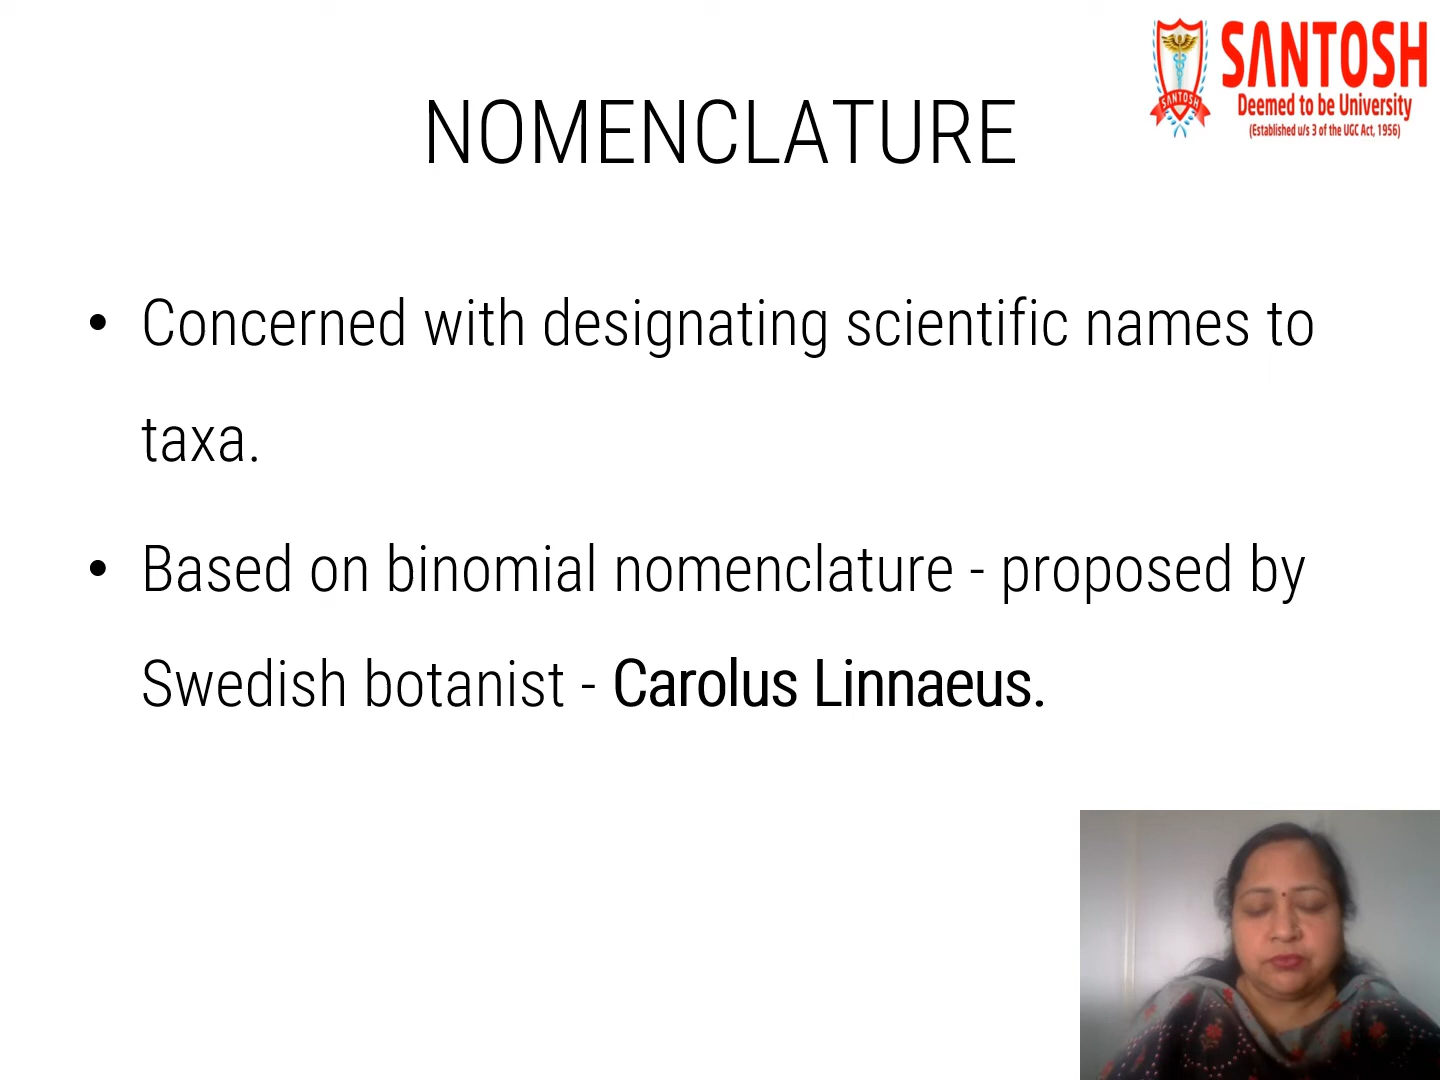 SANTOSH
Deemed to be University
(Established u/s 3 of the UGC Act, 1956)
SANTOSH
NOMENCLATURE
• Concerned with designating scientific names to
taxa.
• Based on binomial nomenclature - proposed by
Swedish botanist - Carolus Linnaeus.